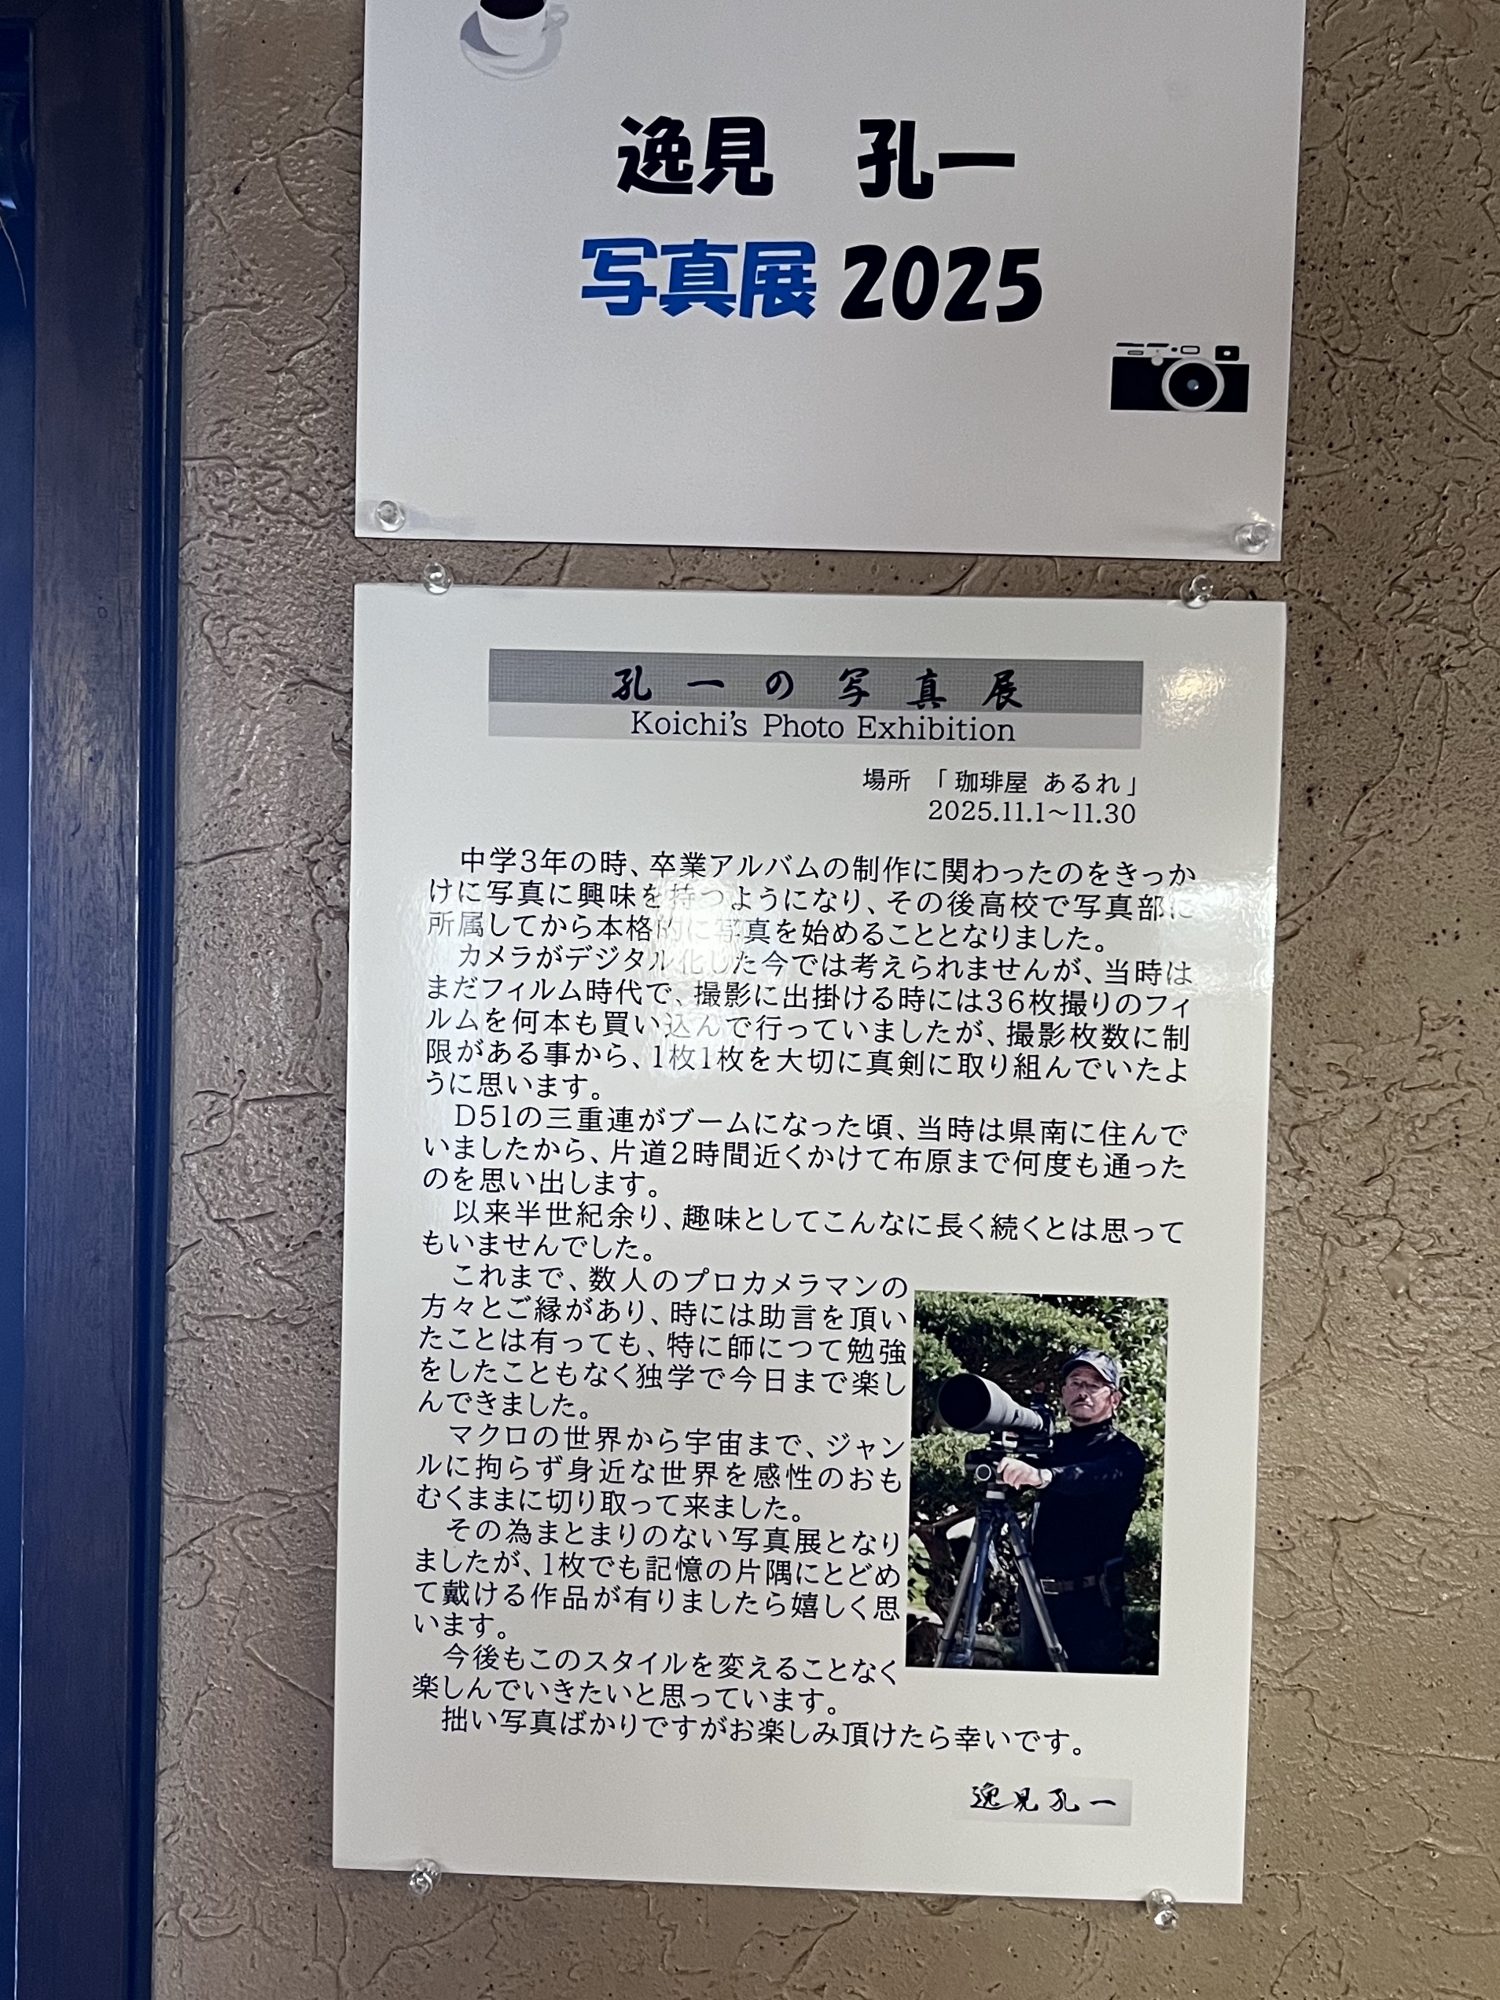 逸見 孔一
写真展 2025
孔一の写真展
Koichi's Photo Exhibition
場所 「珈琲屋 あるれ」
2025.11.1～11.30
中学3年の時、卒業アルバムの制作に関わったのをきっか
けに写真に興味を持つようになり、その後高校で写真部に
所属してから本格的に写真を始めることとなりました。
カメラがデジタル化した今では考えられませんが、当時は
まだフィルム時代で、撮影に出掛ける時には36枚撮りのフィ
ルムを何本も買い込んで行っていましたが、撮影枚数に制
限がある事から、1枚1枚を大切に真剣に取り組んでいたよ
うに思います。
D51の三重連がブームになった頃、当時は県南に住んで
いましたから、片道2時間近くかけて布原まで何度も通った
のを思い出します。
以来半世紀余り、趣味としてこんなに長く続くとは思って
もいませんでした。
これまで、数人のプロカメラマンの
方々とご縁があり、時には助言を頂い
たことは有っても、特に師につて勉強
をしたこともなく独学で今日まで楽し
んできました。
マクロの世界から宇宙まで、ジャン
ルに拘らず身近な世界を感性のおも
むくままに切り取って来ました。
その為まとまりのない写真展となり
ましたが、1枚でも記憶の片隅にとどめ
て戴ける作品が有りましたら嬉しく思
います。
今後もこのスタイルを変えることなく
楽しんでいきたいと思っています。
拙い写真ばかりですがお楽しみ頂けたら幸いです。
逸見孔一